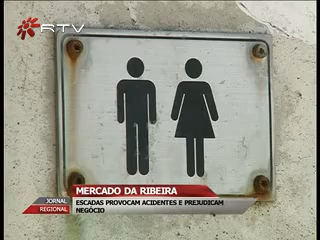 RTV
MERCADO DA RIBEIRA
JORNAL
REGIONAL
ESCADAS PROVOCAM ACIDENTES E PREJUDICAM
NEGÓCIO